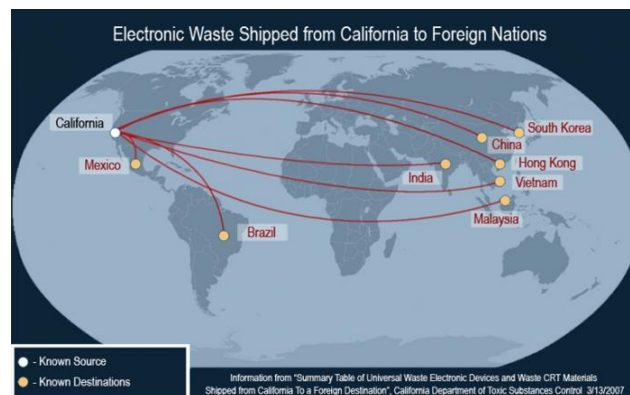 Electronic Waste Shipped from California to Foreign Nations
California
South Korea
China
Mexico
Hong Kong
India
Vietnam
Malaysia
Brazil
- Known Source
- Known Destinations
Information from "Summary Table of Universal Waste Electronic Devices and Waste CRT Materials
Shipped from California To a Foreign Destination", California Department of Toxic Substances Control 3/13/2007